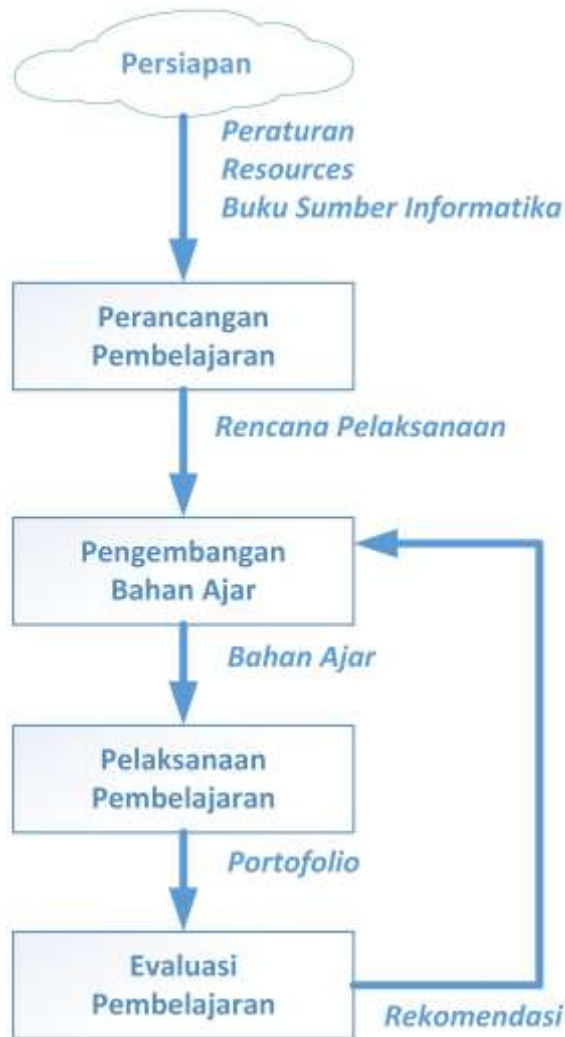 Persiapan
Peraturan
Resources
Buku Sumber Informatika
Perancangan
Pembelajaran
Rencana Pelaksanaan
Pengembangan
Bahan Ajar
Bahan Ajar
Pelaksanaan
Pembelajaran
Portofolio
Evaluasi
Pembelajaran
Rekomendasi